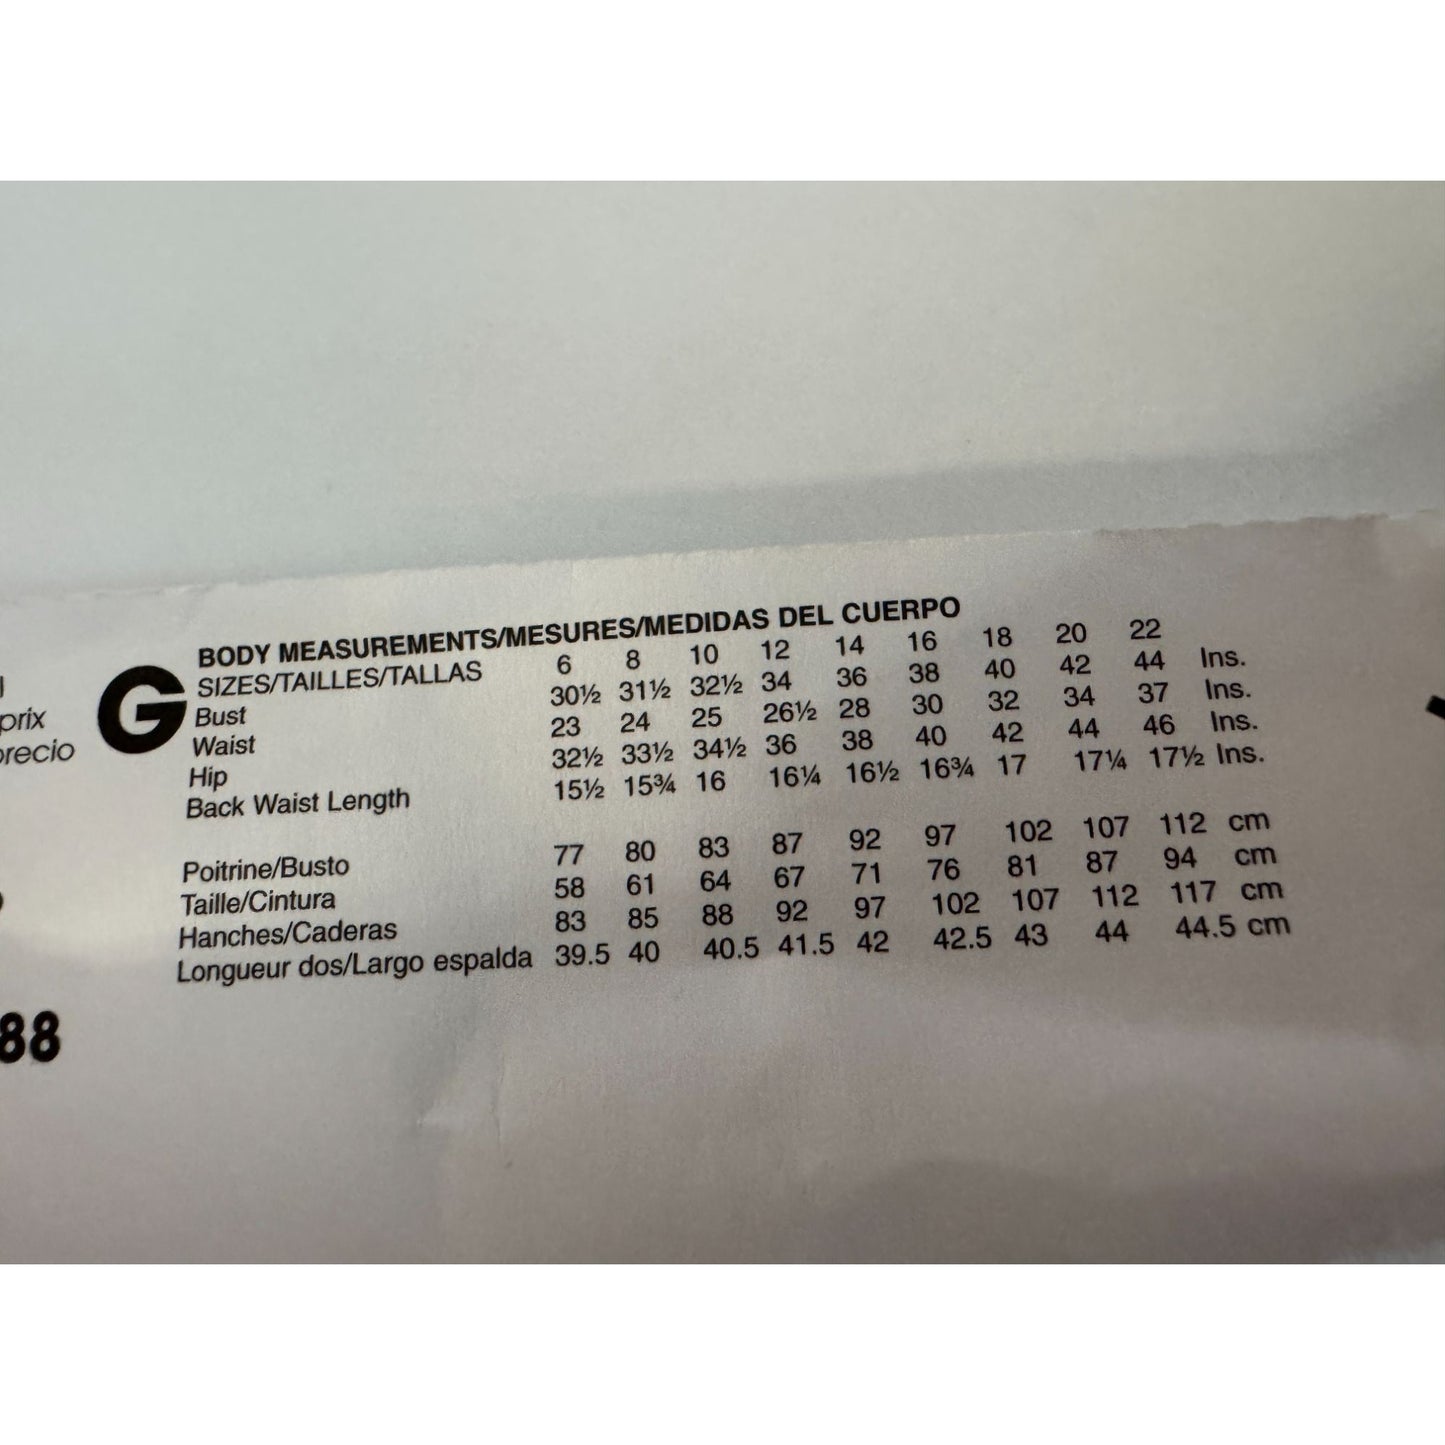 prix
precio
88
G
BODY MEASUREMENTS/MESURES/MEDIDAS DEL CUERPO
SIZES/TAILLES/TALLAS 6 8 10 12 14 16 18 20 22
Bust 30½ 31½ 32½ 34 36 38 40 42 44 Ins.
Waist 23 24 25 26½ 28 30 32 34 37 Ins.
Hip 32½ 33½ 34½ 36 38 40 42 44 46 Ins.
Back Waist Length 15½ 15¾ 16 16¼ 16½ 16¾ 17 17¼ 17½ Ins.
Poitrine/Busto 77 80 83 87 92 97 102 107 112 cm
Taille/Cintura 58 61 64 67 71 76 81 87 94 cm
Hanches/Caderas 83 85 88 92 97 102 107 112 117 cm
Longueur dos/Largo espalda 39.5 40 40.5 41.5 42 42.5 43 44 44.5 cm